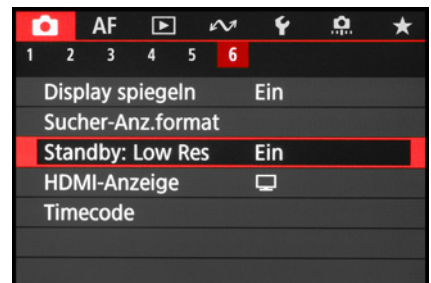 AF
1 2 3 4 5 6
Display spiegeln Ein
Sucher-Anz.format
Standby: Low Res Ein
HDMI-Anzeige
Timecode